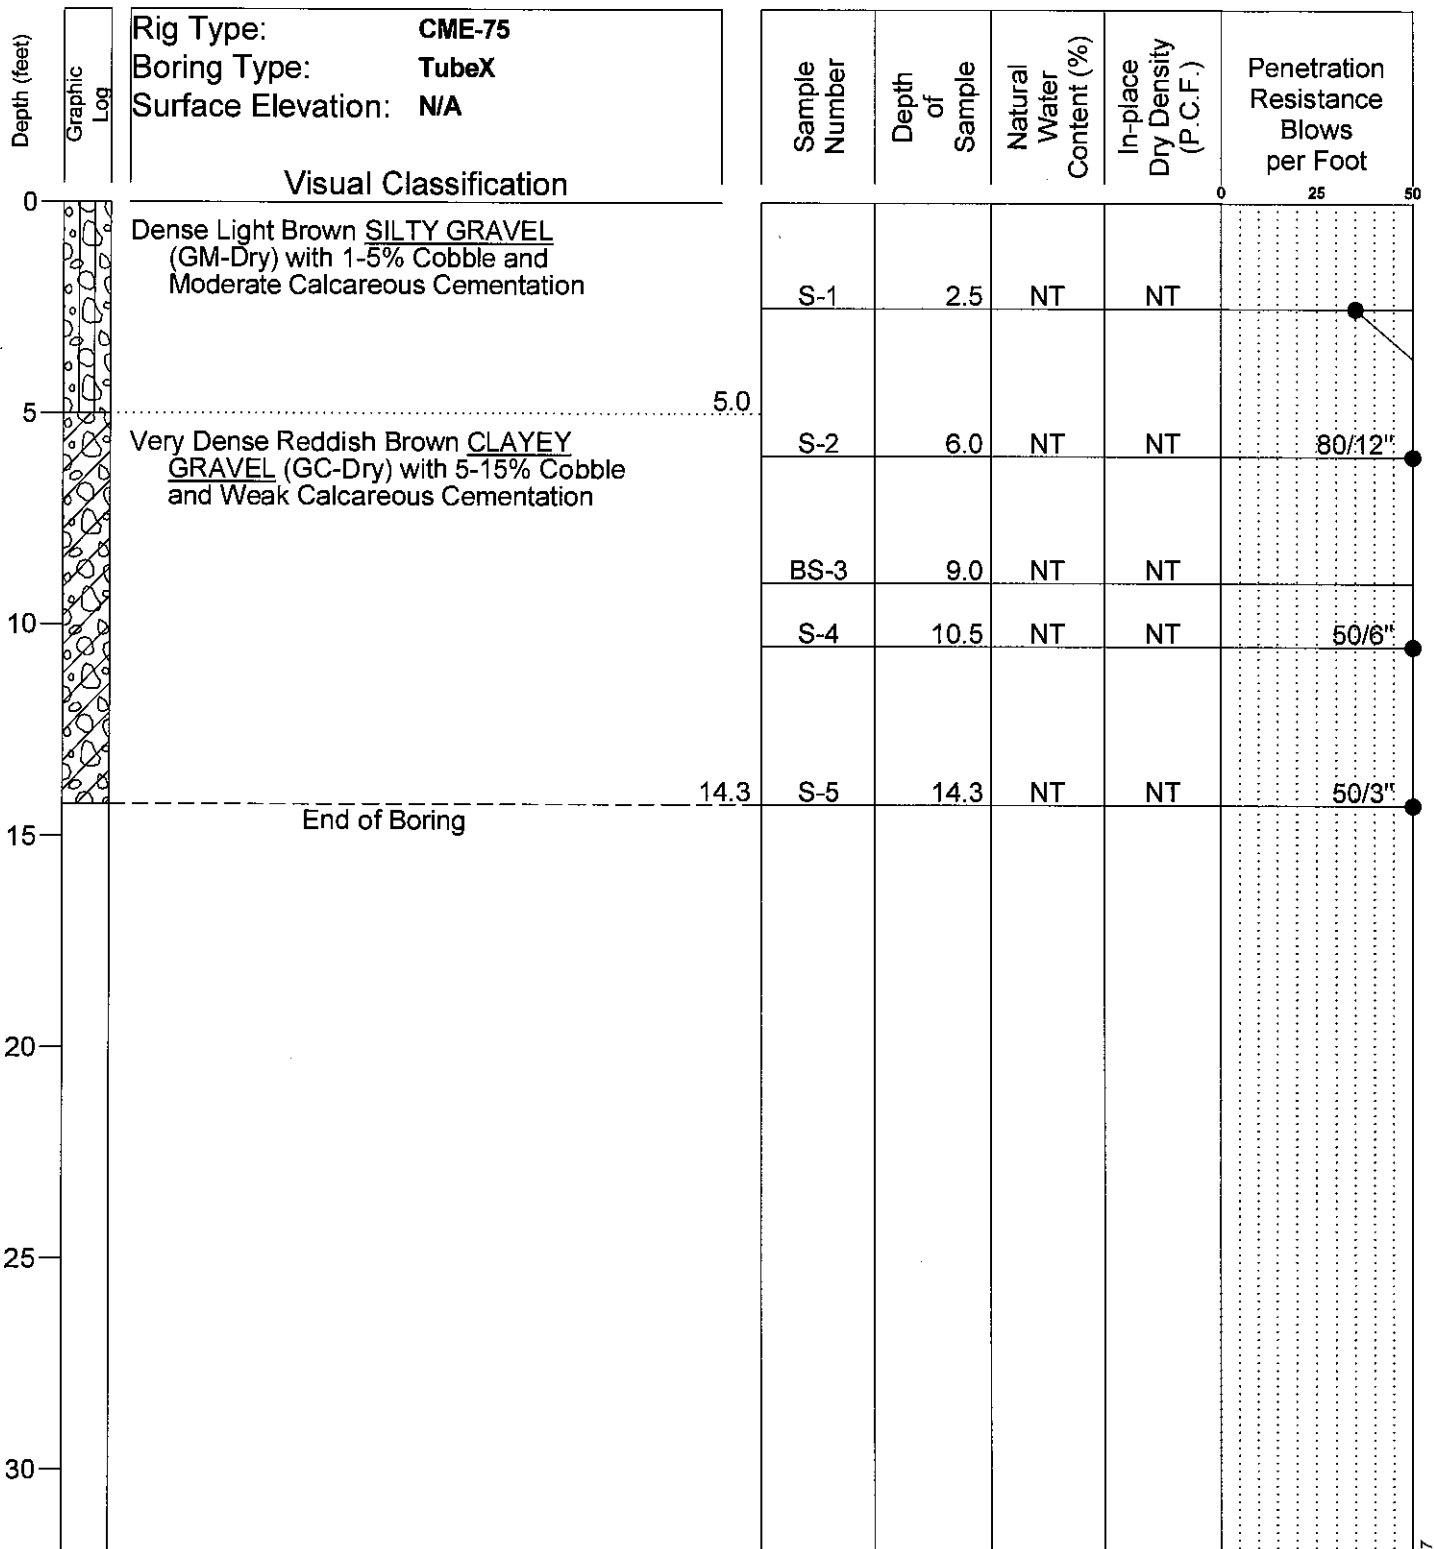 Depth (feet)
Graphic
Log
Rig Type: CME-75
Boring Type: TubeX
Surface Elevation: N/A
Visual Classification
Sample
Number
Depth
of
Sample
Natural
Water
Content (%)
In-place
Dry Density
(P.C.F.)
Penetration
Resistance
Blows
per Foot
0 25 50
0
Dense Light Brown SILTY GRAVEL
(GM-Dry) with 1-5% Cobble and
Moderate Calcareous Cementation
S-1 2.5 NT NT
5.0
5
Very Dense Reddish Brown CLAYEY
GRAVEL (GC-Dry) with 5-15% Cobble
and Weak Calcareous Cementation
S-2 6.0 NT NT 80/12"
BS-3 9.0 NT NT
10
S-4 10.5 NT NT 50/6"
14.3 S-5 14.3 NT NT 50/3"
End of Boring
15
20
25
30
7